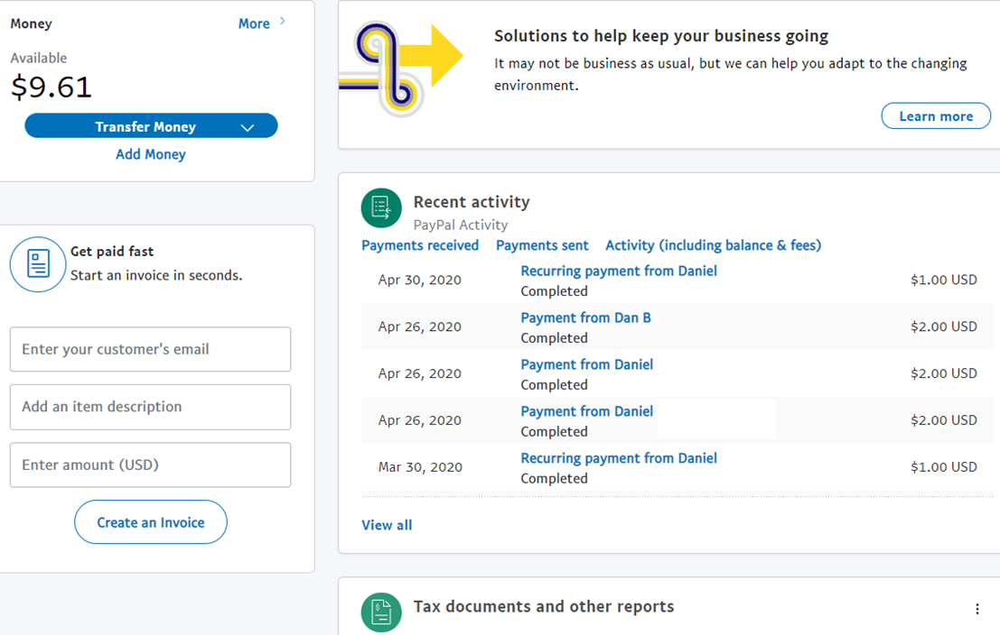 Money
More
Available
$9.61
Transfer Money
Add Money
Get paid fast
Start an invoice in seconds.
Enter your customer's email
Add an item description
Enter amount (USD)
Create an Invoice
Solutions to help keep your business going
It may not be business as usual, but we can help you adapt to the changing
environment.
Learn more
Recent activity
PayPal Activity
Payments received Payments sent Activity (including balance & fees)
Apr 30, 2020 Recurring payment from Daniel $1.00 USD
Completed
Apr 26, 2020 Payment from Dan B $2.00 USD
Completed
Apr 26, 2020 Payment from Daniel $2.00 USD
Completed
Apr 26, 2020 Payment from Daniel $2.00 USD
Completed
Mar 30, 2020 Recurring payment from Daniel $1.00 USD
Completed
View all
Tax documents and other reports